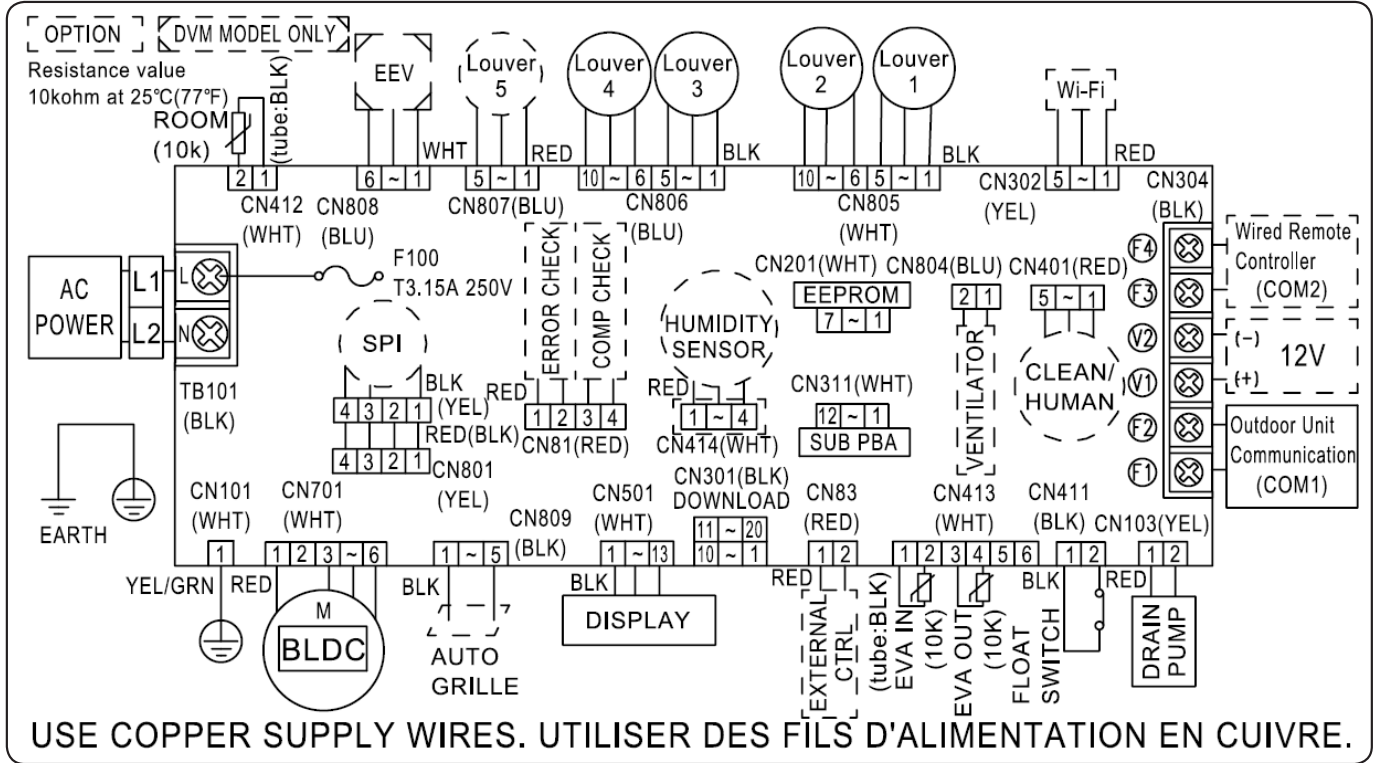 OPTION
DVM MODEL ONLY
Resistance value
10kohm at 25℃(77℉)
ROOM
(10k)
(tube:BLK)
EEV
Louver
5
Louver
4
Louver
3
Louver
2
Louver
1
Wi-Fi
WHT
RED
BLK
BLK
RED
2 1
6 ~ 1
5 ~ 1
10 ~ 6 5 ~ 1
10 ~ 6 5 ~ 1
5 ~ 1
CN412
(WHT)
CN808
(BLU)
CN807(BLU)
CN806
(BLU)
CN805
(WHT)
CN302
(YEL)
CN304
(BLK)
AC
POWER
L1
L2
L
N
TB101
(BLK)
F100
T3.15A 250V
SPI
BLK
(YEL)
4 3 2 1
RED(BLK)
4 3 2 1
CN801
(YEL)
ERROR CHECK
COMP CHECK
RED
1 2 3 4
CN81(RED)
HUMIDITY
SENSOR
RED
1 ~ 4
CN414(WHT)
CN201(WHT)
EEPROM
7 ~ 1
CN311(WHT)
12 ~ 1
SUB PBA
CN804(BLU)
2 1
VENTILATOR
CN401(RED)
5 ~ 1
CLEAN/
HUMAN
F4
F3
V2
V1
F2
F1
Wired Remote
Controller
(COM2)
(-)
12V
(+)
Outdoor Unit
Communication
(COM1)
EARTH
CN101
(WHT)
1
YEL/GRN
CN701
(WHT)
1 2 3 ~ 6
RED
M
BLDC
CN809
(BLK)
1 ~ 5
BLK
AUTO
GRILLE
CN501
(WHT)
1 ~ 13
BLK
DISPLAY
CN301(BLK)
DOWNLOAD
11 ~ 20
10 ~ 1
CN83
(RED)
1 2
RED
EXTERNAL
CTRL
CN413
(WHT)
1 2 3 4 5 6
(tube:BLK)
EVA IN
(10K)
EVA OUT
(10K)
FLOAT
SWITCH
CN411
(BLK)
1 2
BLK
CN103(YEL)
1 2
RED
DRAIN
PUMP
USE COPPER SUPPLY WIRES. UTILISER DES FILS D'ALIMENTATION EN CUIVRE.